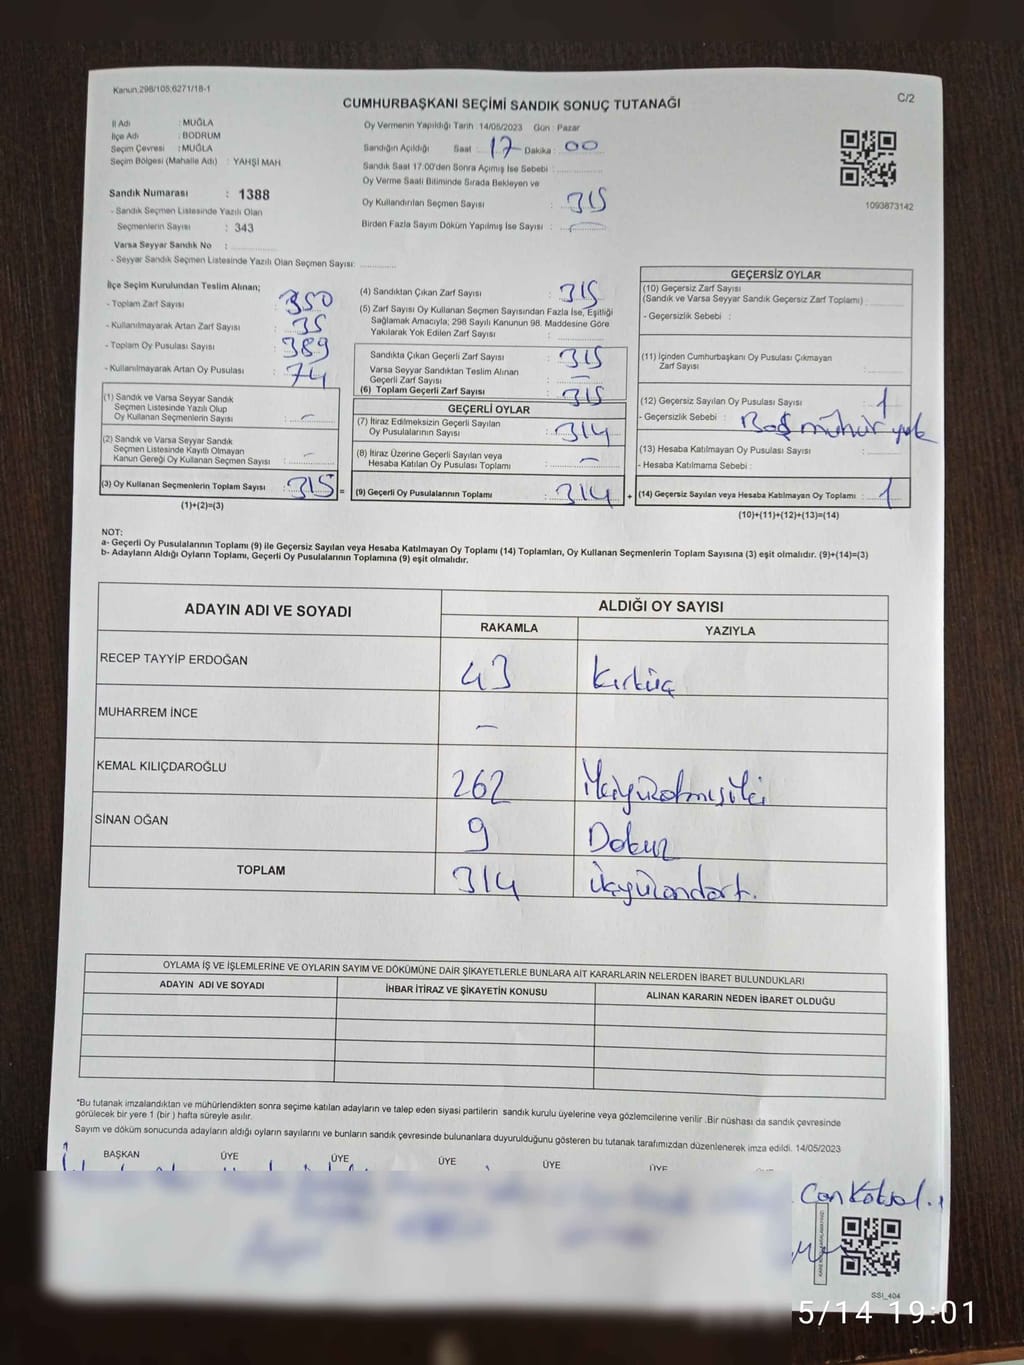 Kanun:298/105;6271/18-1
C/2
CUMHURBAŞKANI SEÇİMİ SANDIK SONUÇ TUTANAĞI
İl Adı : MUĞLA
İlçe Adı : BODRUM
Seçim Çevresi : MUĞLA
Seçim Bölgesi (Mahalle Adı) : YAHŞİ MAH
Sandık Numarası : 1388
- Sandık Seçmen Listesinde Yazılı Olan
Seçmenlerin Sayısı : 343
Varsa Seyyar Sandık No :
- Seyyar Sandık Seçmen Listesinde Yazılı Olan Seçmen Sayısı:
Oy Vermenin Yapıldığı Tarih :14/05/2023 Gün : Pazar
Sandığın Açıldığı Saat : 17 Dakika : 00
Sandık Saat 17:00'den Sonra Açımış İse Sebebi :
Oy Verme Saati Bitiminde Sırada Bekleyen ve
Oy Kullandırılan Seçmen Sayısı : 315
Birden Fazla Sayım Döküm Yapılmış İse Sayısı : -
1093873142
İlçe Seçim Kurulundan Teslim Alınan;
- Toplam Zarf Sayısı : 350
- Kullanılmayarak Artan Zarf Sayısı : 35
- Toplam Oy Pusulası Sayısı : 389
- Kullanılmayarak Artan Oy Pusulası : 74
(1) Sandık ve Varsa Seyyar Sandık
Seçmen Listesinde Yazılı Olup
Oy Kullanan Seçmenlerin Sayısı : -
(2) Sandık ve Varsa Seyyar Sandık
Seçmen Listesinde Kayıtlı Olmayan
Kanun Gereği Oy Kullanan Seçmen Sayısı : -
(3) Oy Kullanan Seçmenlerin Toplam Sayısı : 315 =
(1)+(2)=(3)
(4) Sandıktan Çıkan Zarf Sayısı : 315
(5) Zarf Sayısı Oy Kullanan Seçmen Sayısından Fazla İse, Eşitliği
Sağlamak Amacıyla; 298 Sayılı Kanunun 98. Maddesine Göre
Yakılarak Yok Edilen Zarf Sayısı :
Sandıkta Çıkan Geçerli Zarf Sayısı : 315
Varsa Seyyar Sandıktan Teslim Alınan
Geçerli Zarf Sayısı : -
(6) Toplam Geçerli Zarf Sayısı : 315
GEÇERLİ OYLAR
(7) İtiraz Edilmeksizin Geçerli Sayılan
Oy Pusulalarının Sayısı : 314
(8) İtiraz Üzerine Geçerli Sayılan veya
Hesaba Katılan Oy Pusulası Toplamı : -
(9) Geçerli Oy Pusulalarının Toplamı : 314 +
GEÇERSİZ OYLAR
(10) Geçersiz Zarf Sayısı
(Sandık ve Varsa Seyyar Sandık Geçersiz Zarf Toplamı) :
- Geçersizlik Sebebi :
(11) İçinden Cumhurbaşkanı Oy Pusulası Çıkmayan
Zarf Sayısı :
(12) Geçersiz Sayılan Oy Pusulası Sayısı : 1
- Geçersizlik Sebebi : Boş mühür yok
(13) Hesaba Katılmayan Oy Pusulası Sayısı :
- Hesaba Katılmama Sebebi :
(14) Geçersiz Sayılan veya Hesaba Katılmayan Oy Toplamı : 1
(10)+(11)+(12)+(13)=(14)
NOT:
a- Geçerli Oy Pusulalarının Toplamı (9) ile Geçersiz Sayılan veya Hesaba Katılmayan Oy Toplamı (14) Toplamları, Oy Kullanan Seçmenlerin Toplam Sayısına (3) eşit olmalıdır. (9)+(14)=(3)
b- Adayların Aldığı Oyların Toplamı, Geçerli Oy Pusulalarının Toplamına (9) eşit olmalıdır.
ADAYIN ADI VE SOYADI
ALDIĞI OY SAYISI
RAKAMLA YAZIYLA
RECEP TAYYİP ERDOĞAN 43 Kırküç
MUHARREM İNCE -
KEMAL KILIÇDAROĞLU 262 İkiyüzatmışiki
SİNAN OĞAN 9 Dokuz
TOPLAM 314 Üçyüzondört.
OYLAMA İŞ VE İŞLEMLERİNE VE OYLARIN SAYIM VE DÖKÜMÜNE DAİR ŞİKAYETLERLE BUNLARA AİT KARARLARIN NELERDEN İBARET BULUNDUKLARI
ADAYIN ADI VE SOYADI İHBAR İTİRAZ VE ŞİKAYETİN KONUSU ALINAN KARARIN NEDEN İBARET OLDUĞU
*Bu tutanak imzalandıktan ve mühürlendikten sonra seçime katılan adayların ve talep eden siyasi partilerin sandık kurulu üyelerine veya gözlemcilerine verilir .Bir nüshası da sandık çevresinde
görülecek bir yere 1 (bir ) hafta süreyle asılır.
Sayım ve döküm sonucunda adayların aldığı oyların sayılarını ve bunların sandık çevresinde bulunanlara duyurulduğunu gösteren bu tutanak tarafımızdan düzenlenerek imza edildi. 14/05/2023
BAŞKAN ÜYE ÜYE ÜYE ÜYE ÜYE
SSİ_404
5/14 19:01